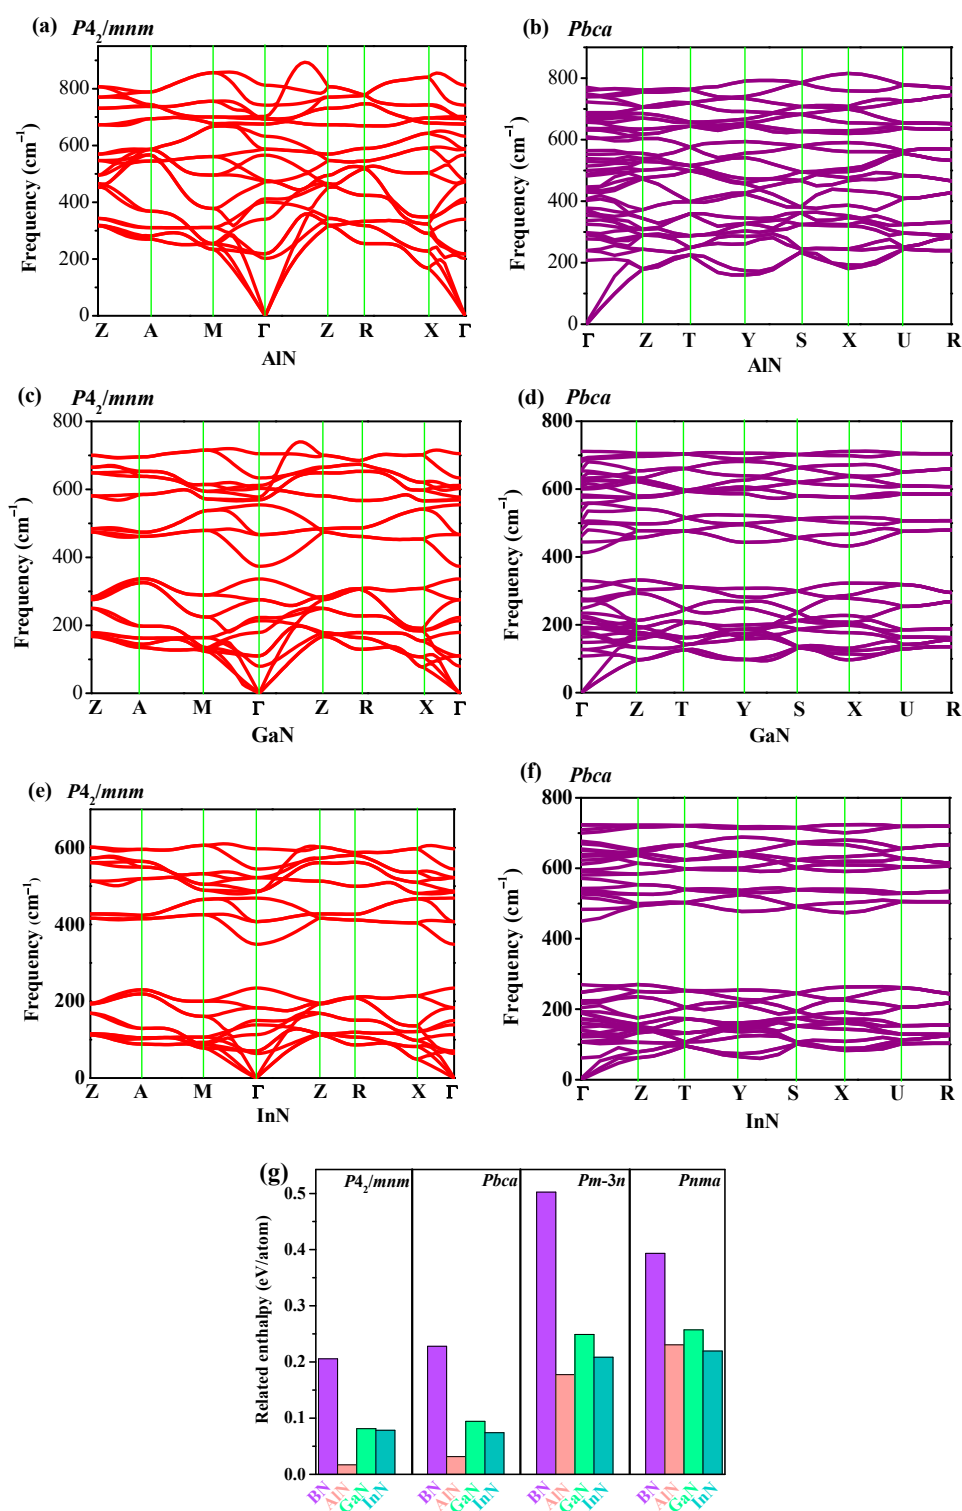 (a) P4₂/mnm
(b) Pbca
Frequency (cm⁻¹)
800
600
400
200
0
Z A M Γ Z R X Γ
AlN
Frequency (cm⁻¹)
800
600
400
200
0
Γ Z T Y S X U R
AlN
(c) P4₂/mnm
(d) Pbca
Frequency (cm⁻¹)
800
600
400
200
0
Z A M Γ Z R X Γ
GaN
Frequency (cm⁻¹)
800
600
400
200
0
Γ Z T Y S X U R
GaN
(e) P4₂/mnm
(f) Pbca
Frequency (cm⁻¹)
600
400
200
0
Z A M Γ Z R X Γ
InN
Frequency (cm⁻¹)
800
600
400
200
0
Γ Z T Y S X U R
InN
(g)
P4₂/mnm Pbca Pm-3n Pnma
Related enthalpy (eV/atom)
0.5
0.4
0.3
0.2
0.1
0.0
BN AlN GaN InN BN AlN GaN InN BN AlN GaN InN BN AlN GaN InN